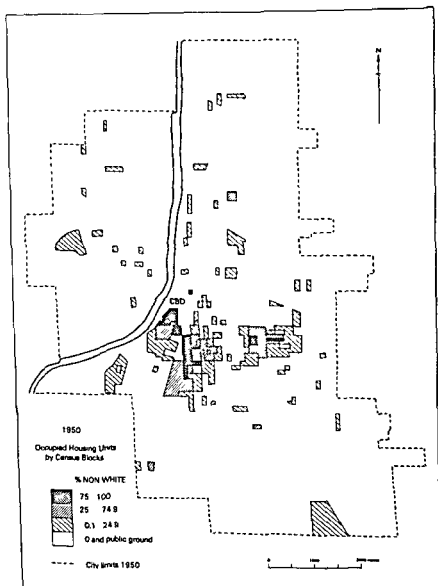 N
CBD
1950
Occupied Housing Units
by Census Blocks
% NON WHITE
75 100
25 74.9
0.1 24.9
0 and public ground
City limits 1950
0